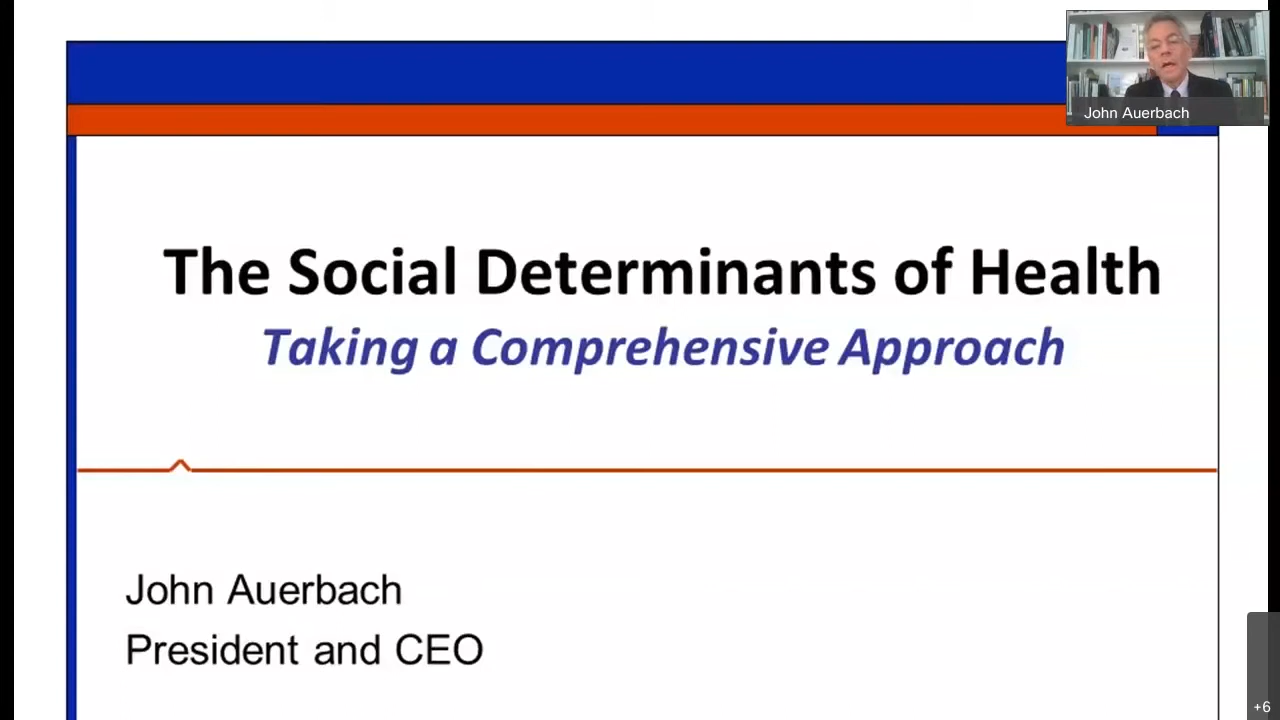 John Auerbach
The Social Determinants of Health
Taking a Comprehensive Approach
John Auerbach
President and CEO
+6